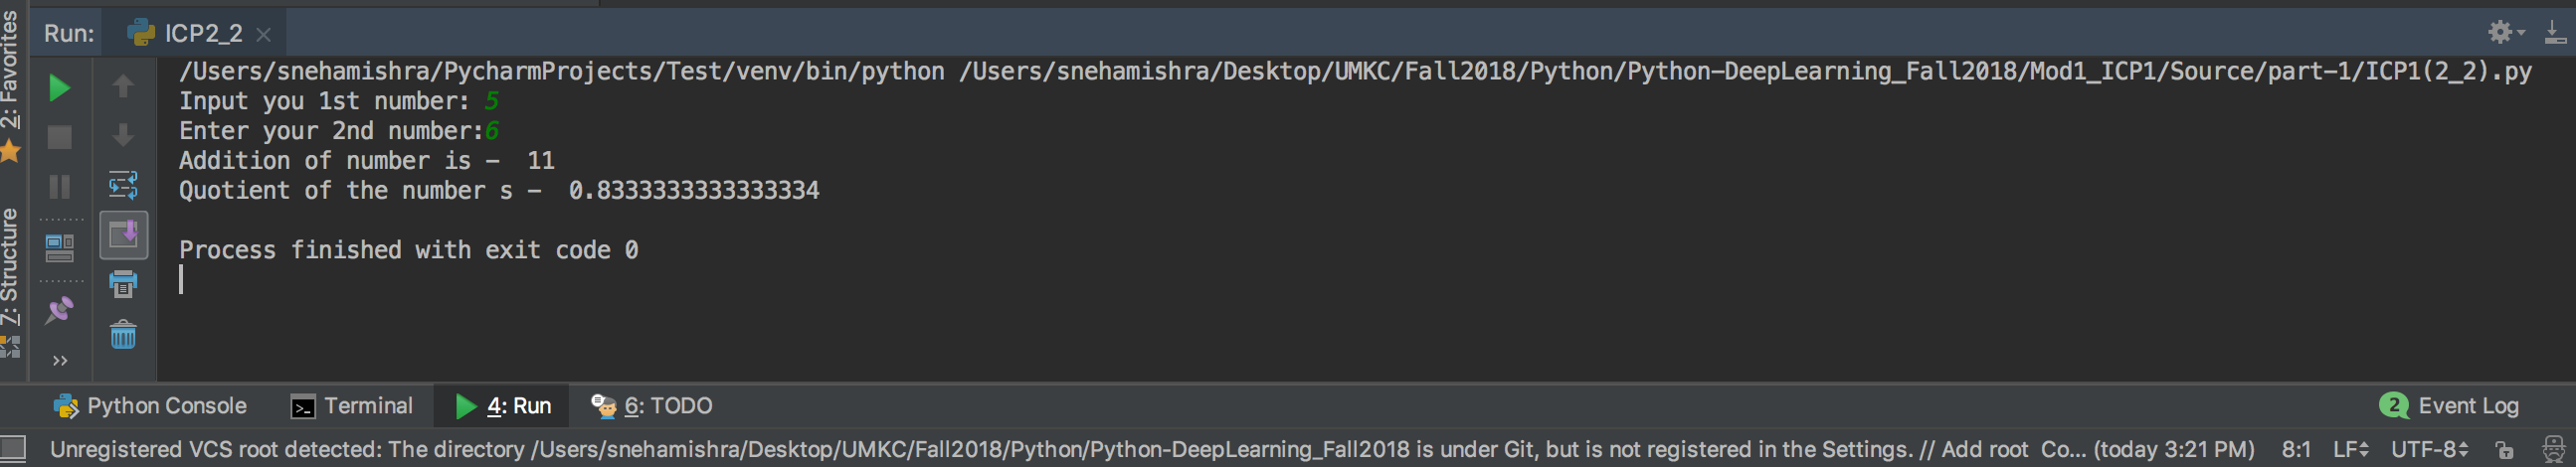 Run: ICP2_2
2: Favorites
/Users/snehamishra/PycharmProjects/Test/venv/bin/python /Users/snehamishra/Desktop/UMKC/Fall2018/Python/Python-DeepLearning_Fall2018/Mod1_ICP1/Source/part-1/ICP1(2_2).py
Input you 1st number: 5
Enter your 2nd number:6
Addition of number is -  11
Quotient of the number s -  0.8333333333333334
Process finished with exit code 0
7: Structure
Python Console Terminal 4: Run 6: TODO 2 Event Log
Unregistered VCS root detected: The directory /Users/snehamishra/Desktop/UMKC/Fall2018/Python/Python-DeepLearning_Fall2018 is under Git, but is not registered in the Settings. // Add root  Co... (today 3:21 PM) 8:1 LF UTF-8